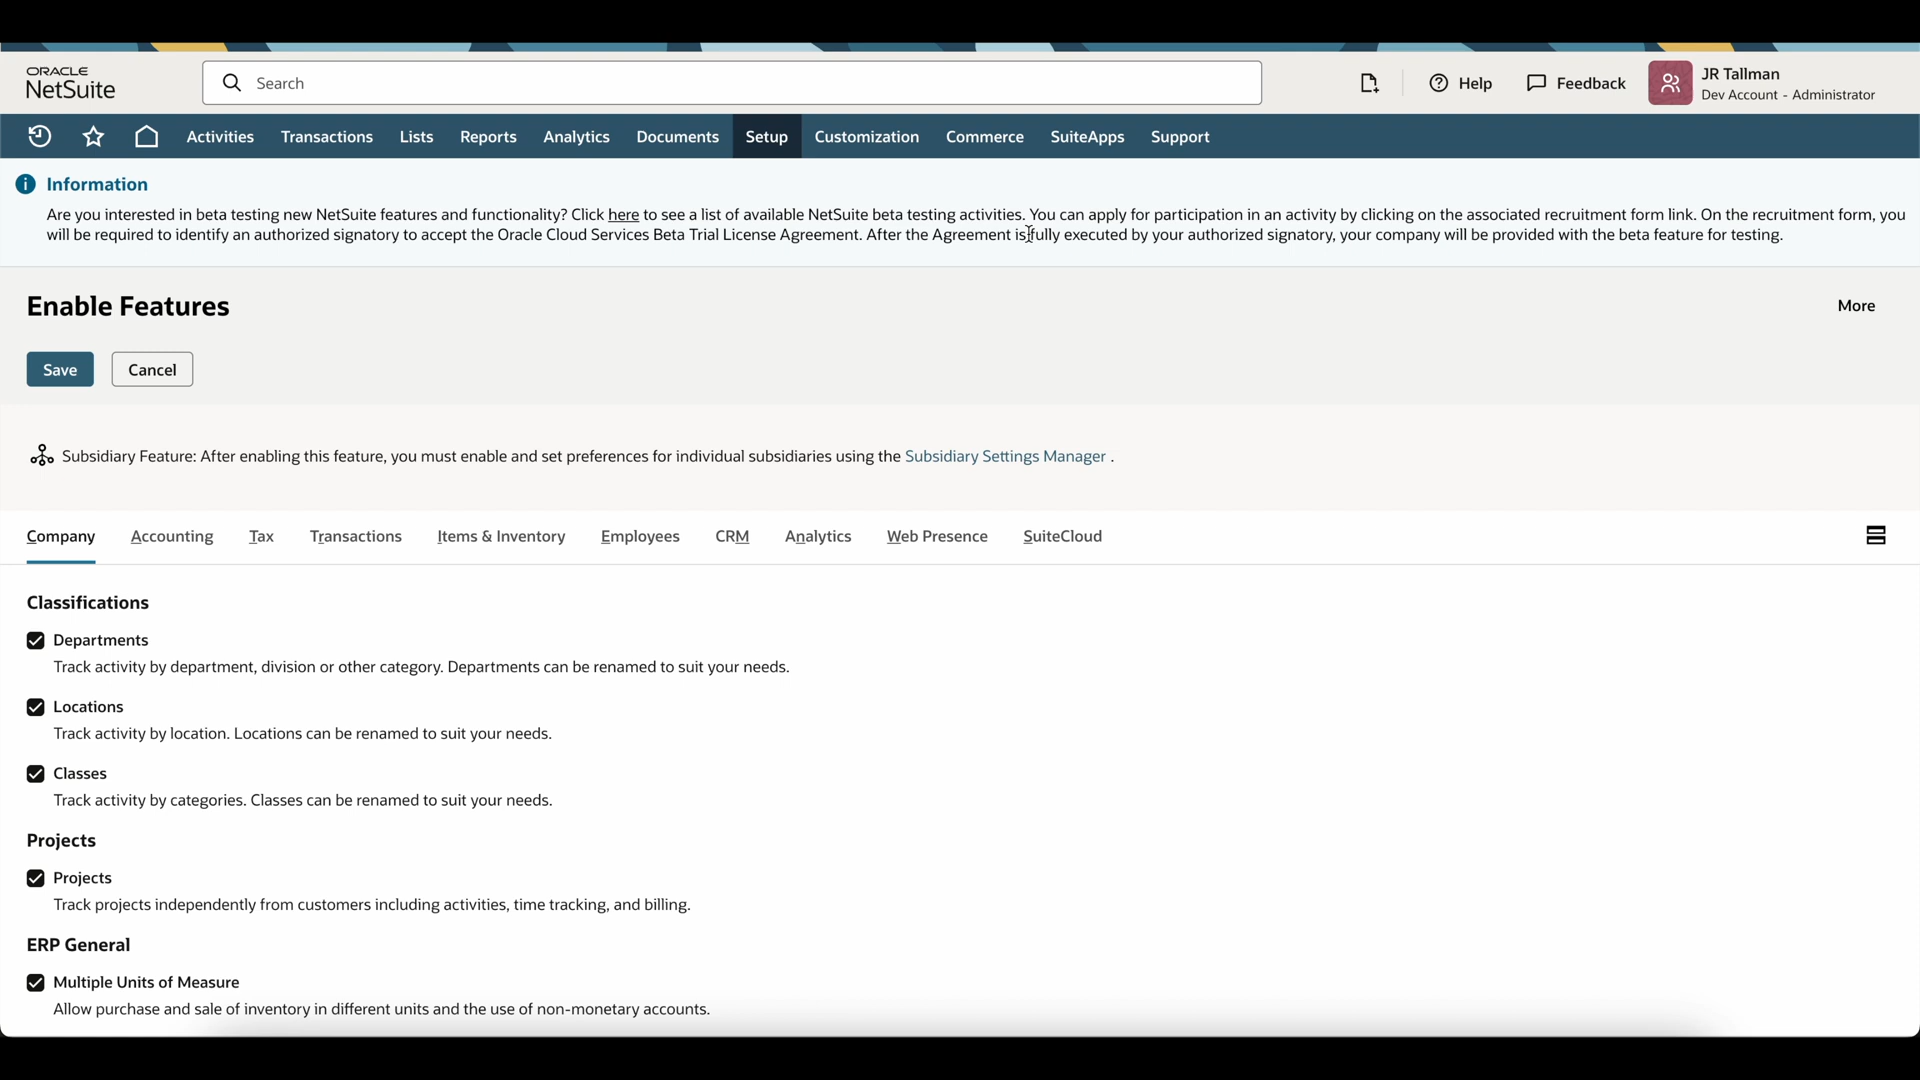 ORACLE
NetSuite
Search
Help
Feedback
JR Tallman
Dev Account - Administrator
Activities
Transactions
Lists
Reports
Analytics
Documents
Setup
Customization
Commerce
SuiteApps
Support
Information
Are you interested in beta testing new NetSuite features and functionality? Click here to see a list of available NetSuite beta testing activities. You can apply for participation in an activity by clicking on the associated recruitment form link. On the recruitment form, you
will be required to identify an authorized signatory to accept the Oracle Cloud Services Beta Trial License Agreement. After the Agreement is fully executed by your authorized signatory, your company will be provided with the beta feature for testing.
Enable Features
More
Save
Cancel
Subsidiary Feature: After enabling this feature, you must enable and set preferences for individual subsidiaries using the Subsidiary Settings Manager .
Company
Accounting
Tax
Transactions
Items & Inventory
Employees
CRM
Analytics
Web Presence
SuiteCloud
Classifications
Departments
Track activity by department, division or other category. Departments can be renamed to suit your needs.
Locations
Track activity by location. Locations can be renamed to suit your needs.
Classes
Track activity by categories. Classes can be renamed to suit your needs.
Projects
Projects
Track projects independently from customers including activities, time tracking, and billing.
ERP General
Multiple Units of Measure
Allow purchase and sale of inventory in different units and the use of non-monetary accounts.